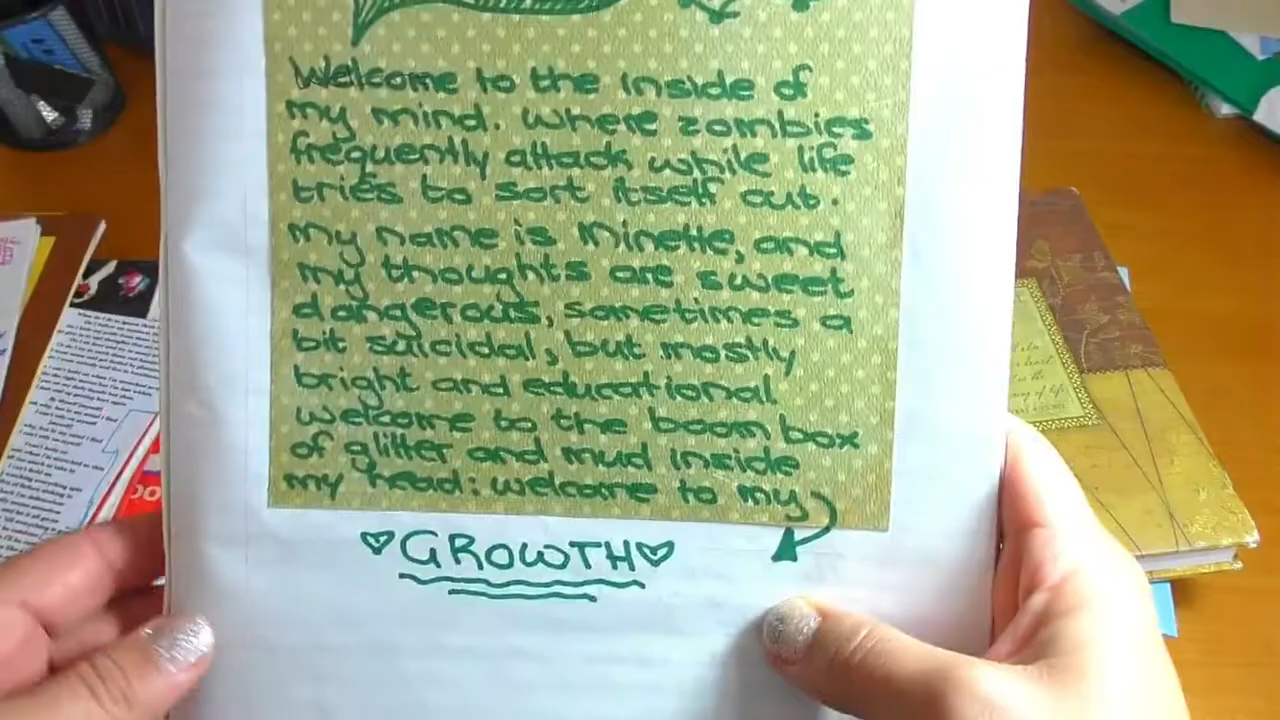 Welcome to the inside of
my mind. Where zombies
frequently attack while life
tries to sort itself out.
My name is Minette, and
my thoughts are sweet
dangerous, sometimes a
bit suicidal, but mostly
bright and educational
welcome to the boom box
of glitter and mud inside
my head: welcome to my
GROWTH